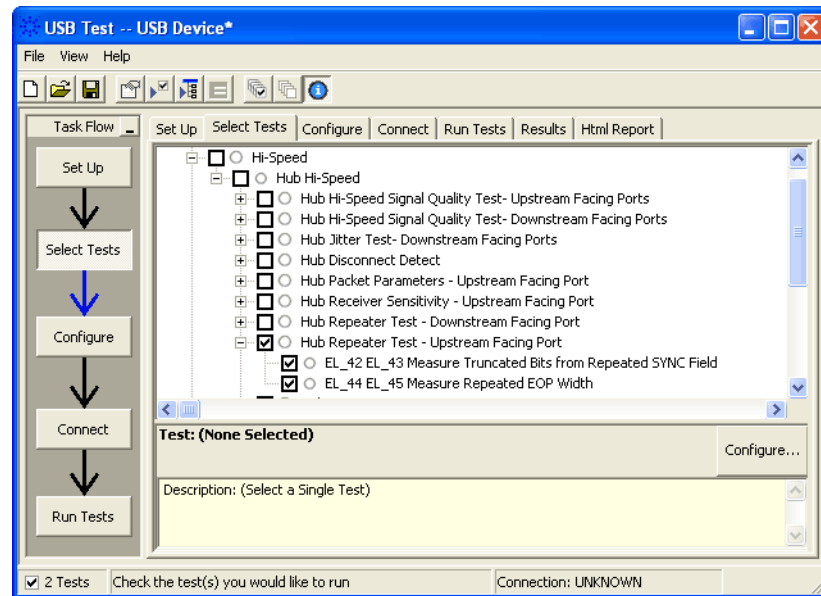 USB Test -- USB Device*
File View Help
Task Flow
Set Up
Select Tests
Configure
Connect
Run Tests
Set Up Select Tests Configure Connect Run Tests Results Html Report
Hi-Speed
Hub Hi-Speed
Hub Hi-Speed Signal Quality Test- Upstream Facing Ports
Hub Hi-Speed Signal Quality Test- Downstream Facing Ports
Hub Jitter Test- Downstream Facing Ports
Hub Disconnect Detect
Hub Packet Parameters - Upstream Facing Port
Hub Receiver Sensitivity - Upstream Facing Port
Hub Repeater Test - Downstream Facing Port
Hub Repeater Test - Upstream Facing Port
EL_42 EL_43 Measure Truncated Bits from Repeated SYNC Field
EL_44 EL_45 Measure Repeated EOP Width
Test: (None Selected)
Configure...
Description: (Select a Single Test)
2 Tests Check the test(s) you would like to run Connection: UNKNOWN